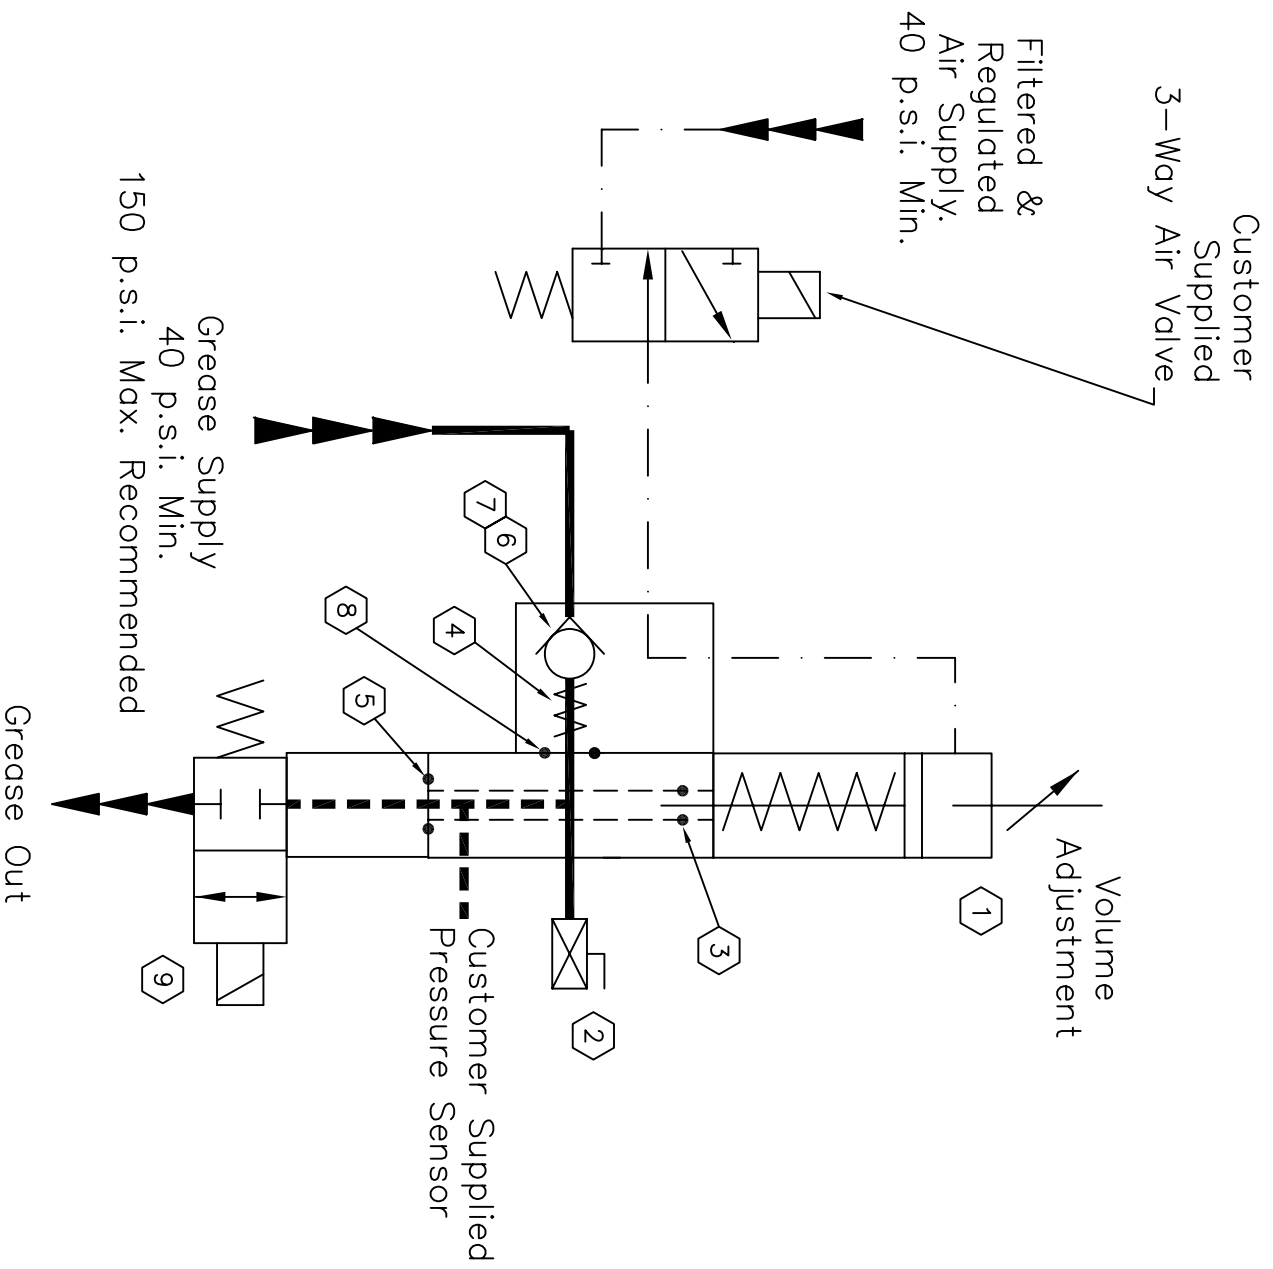 Customer
Supplied
3-Way Air Valve
Filtered &
Regulated
Air Supply.
40 p.s.i. Min.
Volume
Adjustment
1
2
3
Customer Supplied
Pressure Sensor
7
6
4
8
5
9
Grease Supply
40 p.s.i. Min.
150 p.s.i. Max. Recommended
Grease Out